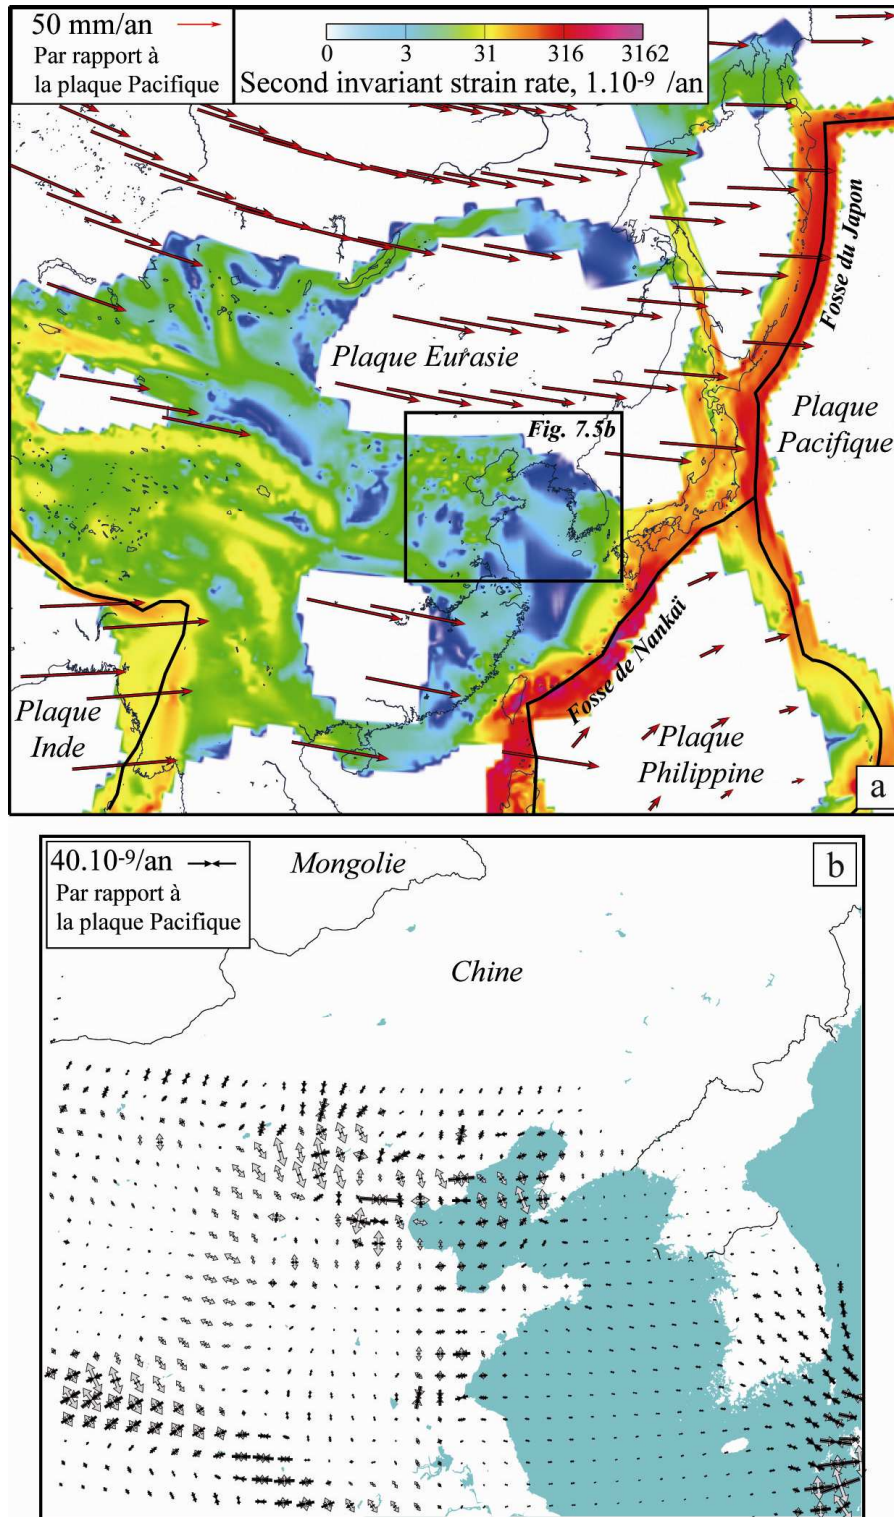 50 mm/an
Par rapport à
la plaque Pacifique
0 3 31 316 3162
Second invariant strain rate, 1.10-9 /an
Fosse du Japon
Plaque Eurasie
Plaque
Pacifique
Fig. 7.5b
Fosse de Nankaï
Plaque
Inde
Plaque
Philippine
a
40.10-9/an
Par rapport à
la plaque Pacifique
Mongolie
b
Chine